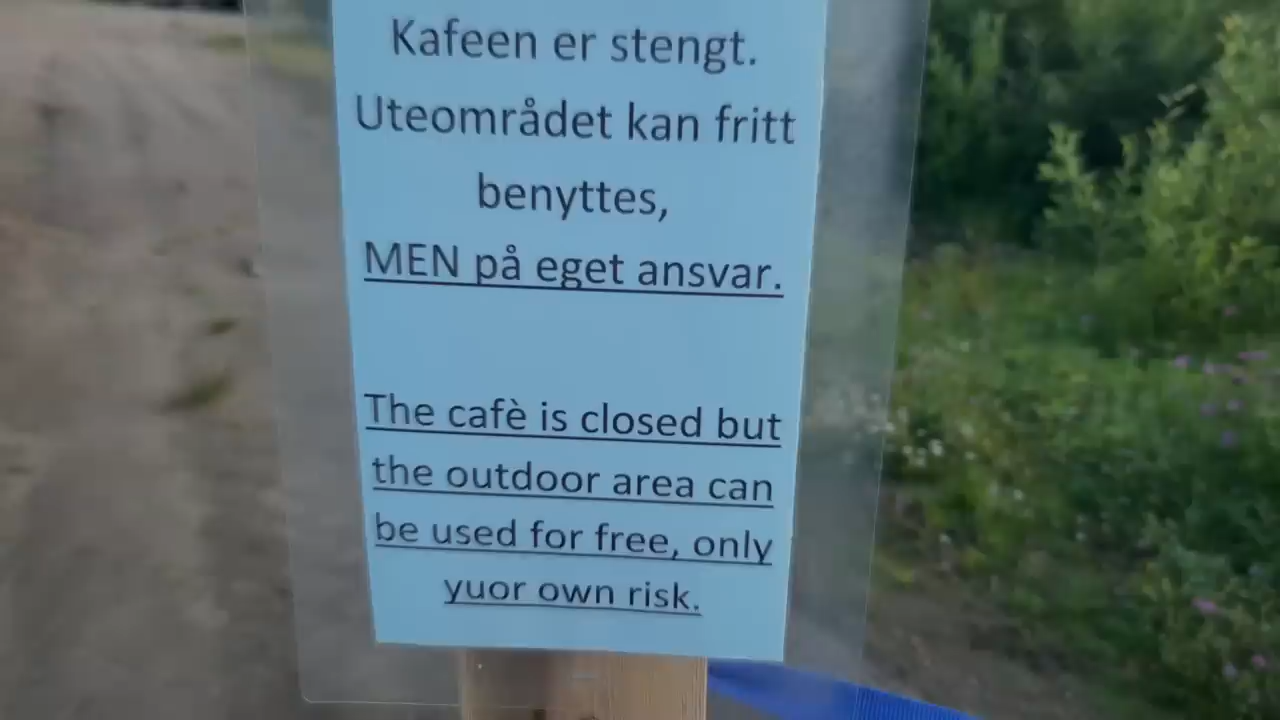 Kafeen er stengt.
Uteområdet kan fritt
benyttes,
MEN på eget ansvar.
The cafè is closed but
the outdoor area can
be used for free, only
yuor own risk.